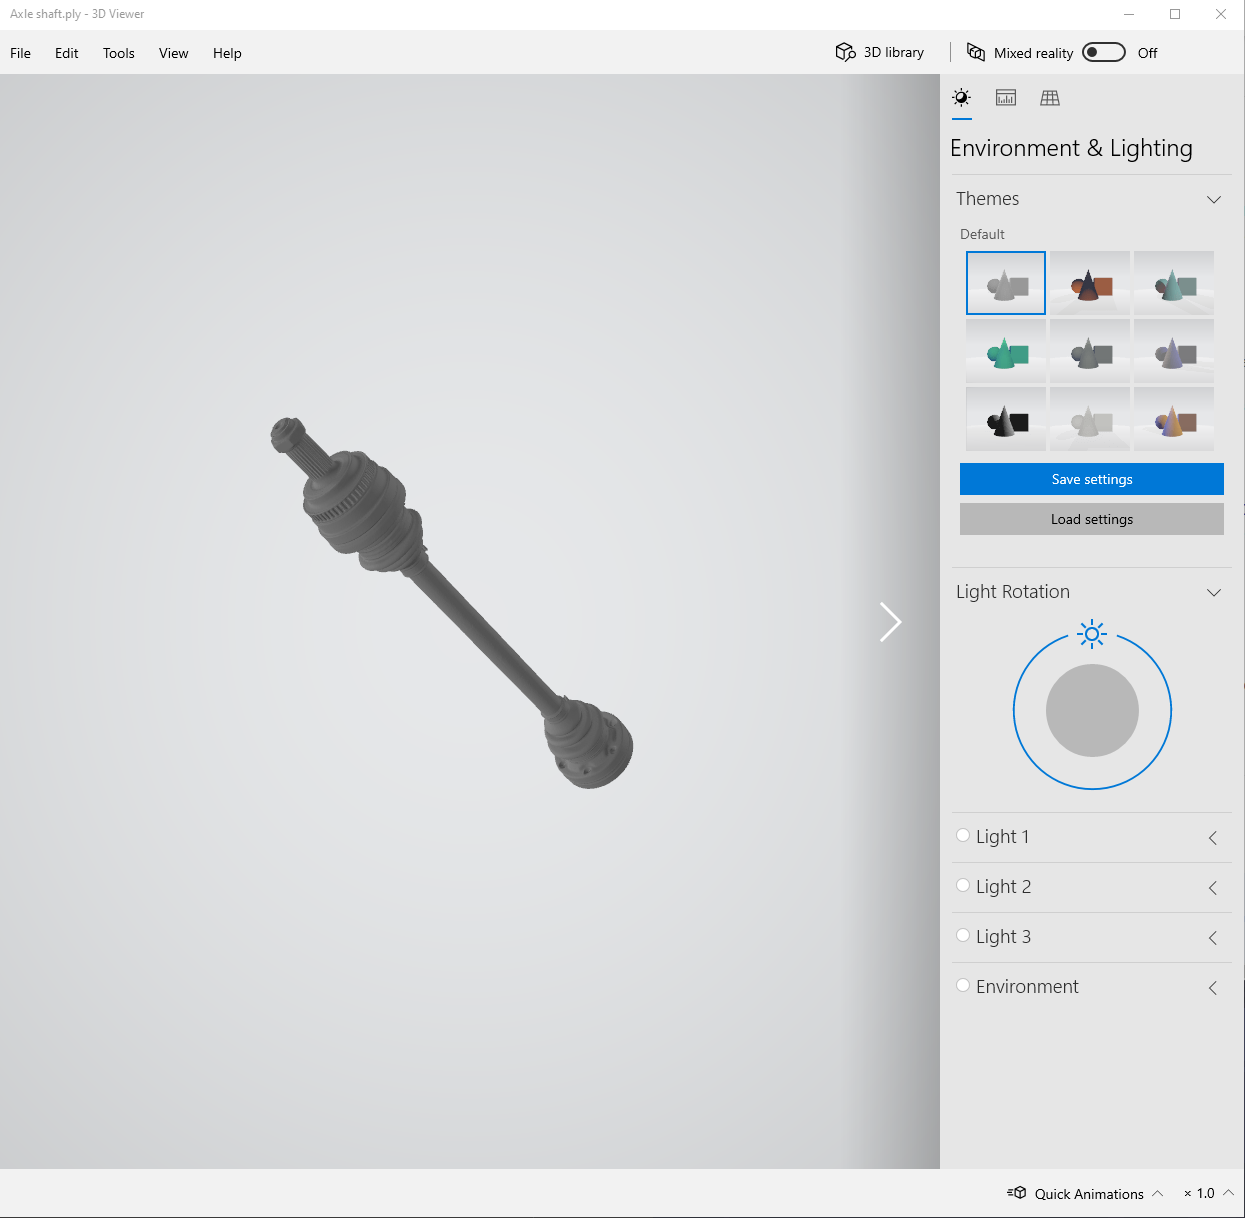 Axle shaft.ply - 3D Viewer
File Edit Tools View Help 3D library Mixed reality Off
Environment & Lighting
Themes
Default
Save settings
Load settings
Light Rotation
Light 1
Light 2
Light 3
Environment
Quick Animations × 1.0